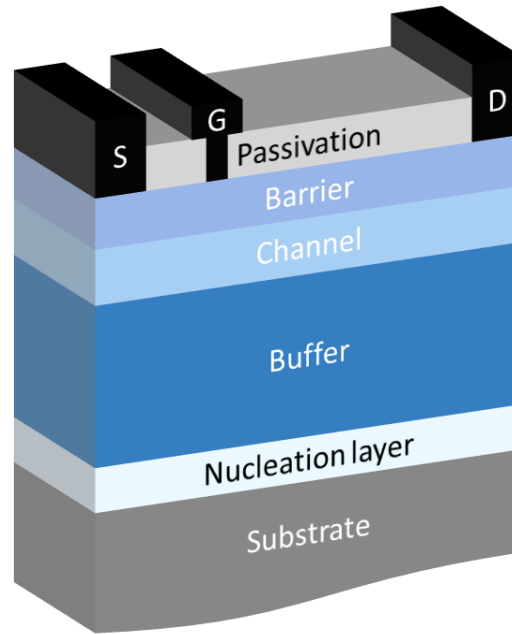 S
G
D
Passivation
Barrier
Channel
Buffer
Nucleation layer
Substrate